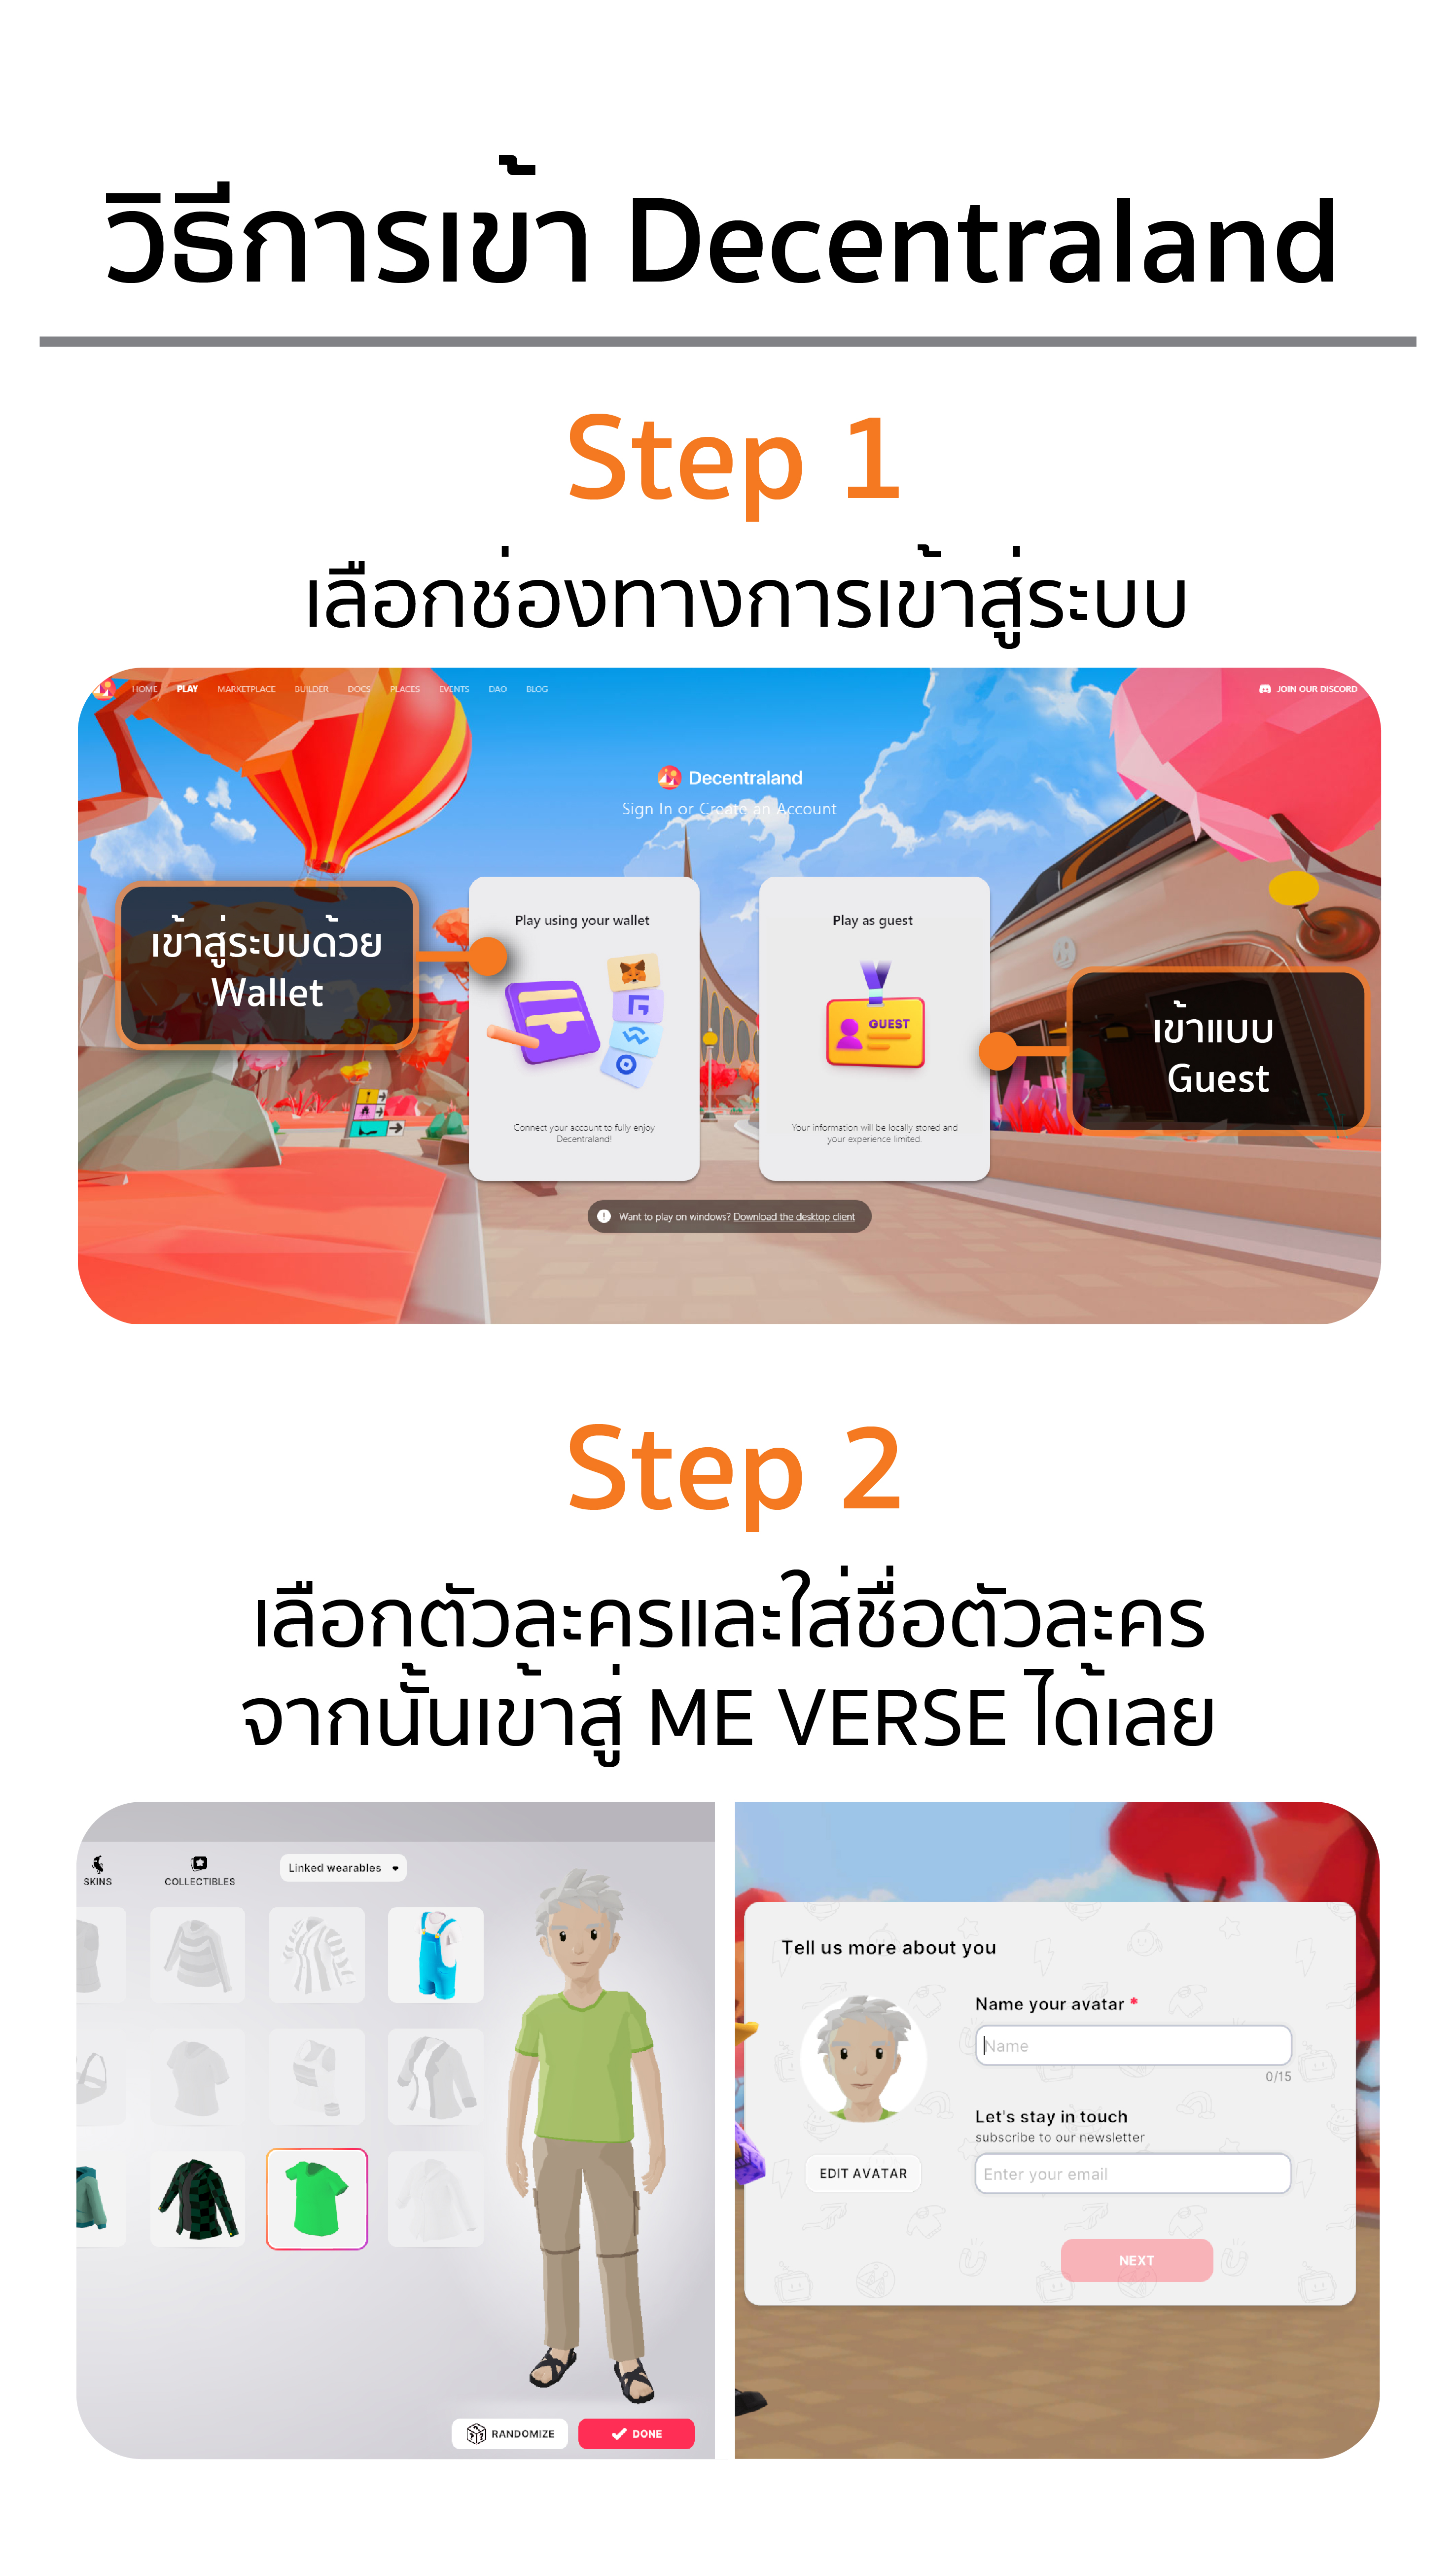 วิธีการเข้า Decentraland
Step 1
เลือกช่องทางการเข้าสู่ระบบ
HOME PLAY MARKETPLACE BUILDER DOCS PLACES EVENTS DAO BLOG
JOIN OUR DISCORD
Decentraland
Sign In or Create an Account
เข้าสู่ระบบด้วย
Wallet
Play using your wallet
Connect your account to fully enjoy
Decentraland!
Play as guest
GUEST
Your information will be locally stored and
your experience limited.
เข้าแบบ
Guest
Want to play on windows? Download the desktop client
Step 2
เลือกตัวละครและใส่ชื่อตัวละคร
จากนั้นเข้าสู่ ME VERSE ได้เลย
SKINS
COLLECTIBLES
Linked wearables
RANDOMIZE
DONE
Tell us more about you
Name your avatar *
Name
0/15
Let's stay in touch
subscribe to our newsletter
Enter your email
EDIT AVATAR
NEXT